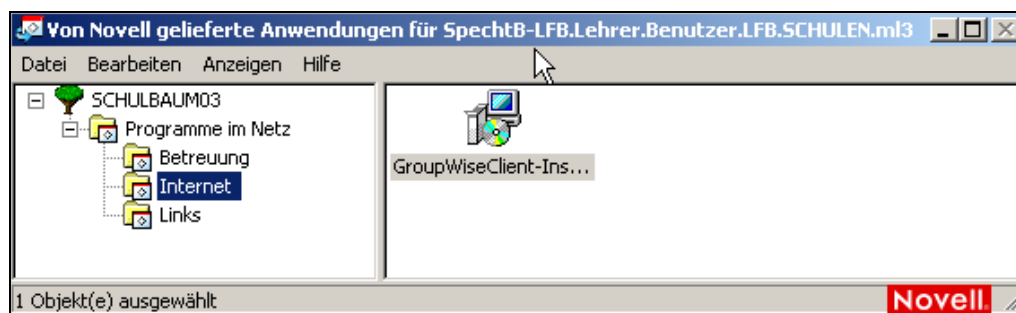 Von Novell gelieferte Anwendungen für SpechtB-LFB.Lehrer.Benutzer.LFB.SCHULEN.ml3
Datei Bearbeiten Anzeigen Hilfe
SCHULBAUM03
Programme im Netz
Betreuung
Internet
Links
GroupWiseClient-Ins...
1 Objekt(e) ausgewählt
Novell.